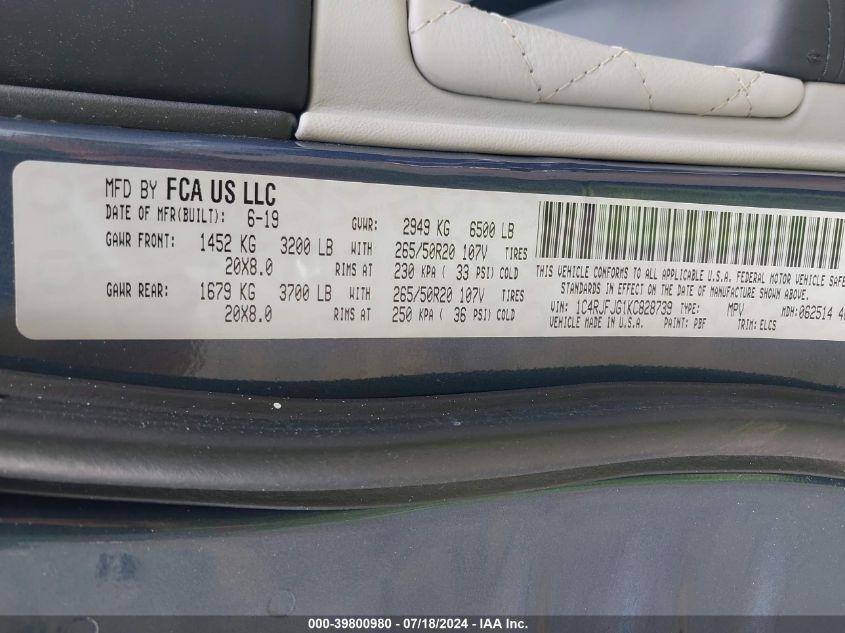 MFD BY FCA US LLC
DATE OF MFR(BUILT): 6-19 GVWR: 2949 KG 6500 LB
GAWR FRONT: 1452 KG 3200 LB WITH 265/50R20 107V TIRES
20X8.0 RIMS AT 230 KPA ( 33 PSI) COLD
GAWR REAR: 1679 KG 3700 LB WITH 265/50R20 107V TIRES
20X8.0 RIMS AT 250 KPA ( 36 PSI) COLD
THIS VEHICLE CONFORMS TO ALL APPLICABLE U.S.A. FEDERAL MOTOR VEHICLE SAFE
STANDARDS IN EFFECT ON THE DATE OF MANUFACTURE SHOWN ABOVE.
VIN: 1C4RJFJG1KC828739 TYPE: MPV MDH: 062514
VEHICLE MADE IN U.S.A. PAINT: PBF TRIM: ELCS
000-39800980 - 07/18/2024 - IAA Inc.